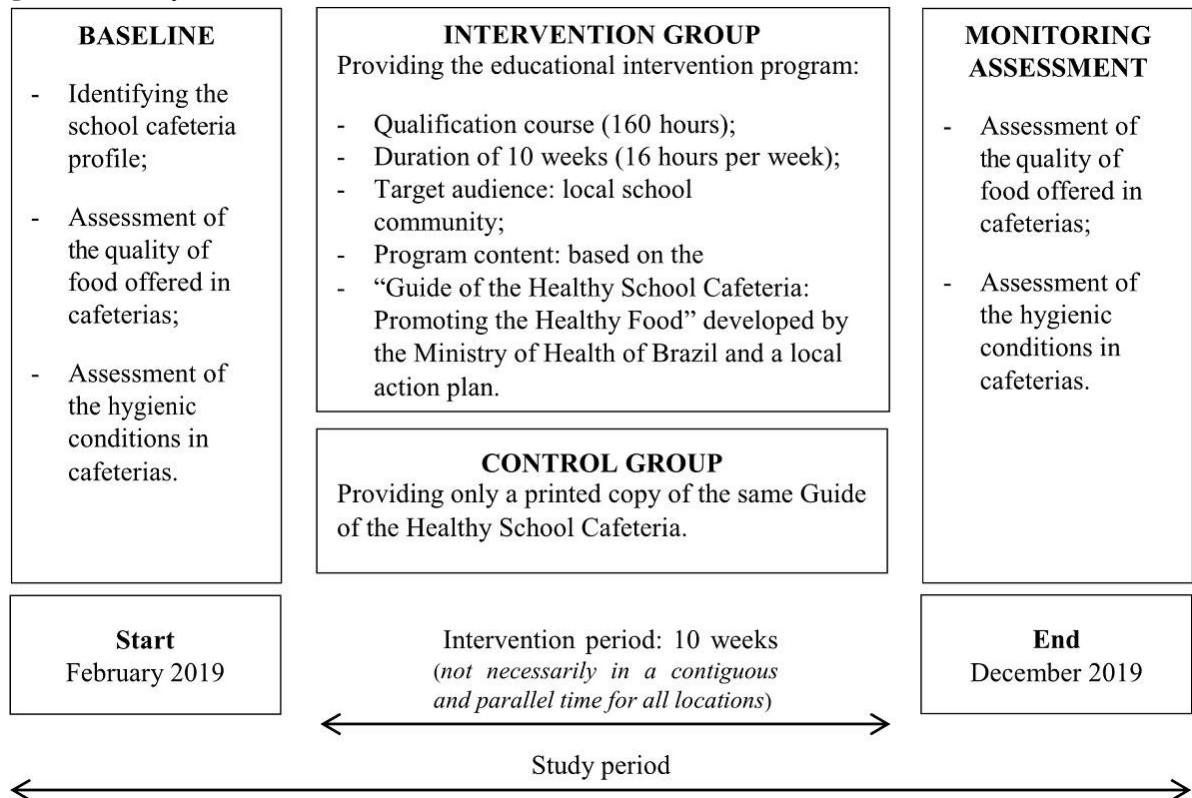 BASELINE
- Identifying the
school cafeteria
profile;
- Assessment of
the quality of
food offered in
cafeterias;
- Assessment of
the hygienic
conditions in
cafeterias.
INTERVENTION GROUP
Providing the educational intervention program:
- Qualification course (160 hours);
- Duration of 10 weeks (16 hours per week);
- Target audience: local school
community;
- Program content: based on the
- “Guide of the Healthy School Cafeteria:
Promoting the Healthy Food” developed by
the Ministry of Health of Brazil and a local
action plan.
CONTROL GROUP
Providing only a printed copy of the same Guide
of the Healthy School Cafeteria.
MONITORING
ASSESSMENT
- Assessment of
the quality of
food offered in
cafeterias;
- Assessment of
the hygienic
conditions in
cafeterias.
Start
February 2019
Intervention period: 10 weeks
(not necessarily in a contiguous
and parallel time for all locations)
End
December 2019
Study period